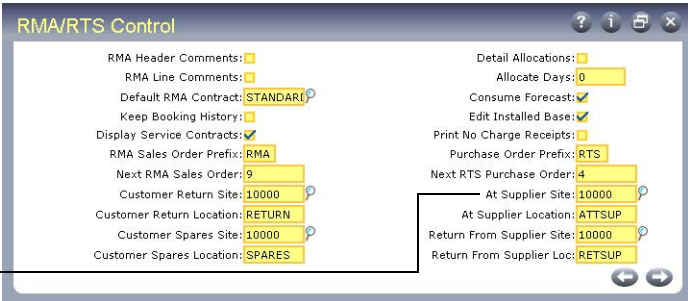 RMA/RTS Control
RMA Header Comments:
RMA Line Comments:
Default RMA Contract: STANDARD
Keep Booking History:
Display Service Contracts:
RMA Sales Order Prefix: RMA
Next RMA Sales Order: 9
Customer Return Site: 10000
Customer Return Location: RETURN
Customer Spares Site: 10000
Customer Spares Location: SPARES
Detail Allocations:
Allocate Days: 0
Consume Forecast:
Edit Installed Base:
Print No Charge Receipts:
Purchase Order Prefix: RTS
Next RTS Purchase Order: 4
At Supplier Site: 10000
At Supplier Location: ATTSUP
Return From Supplier Site: 10000
Return From Supplier Loc: RETSUP